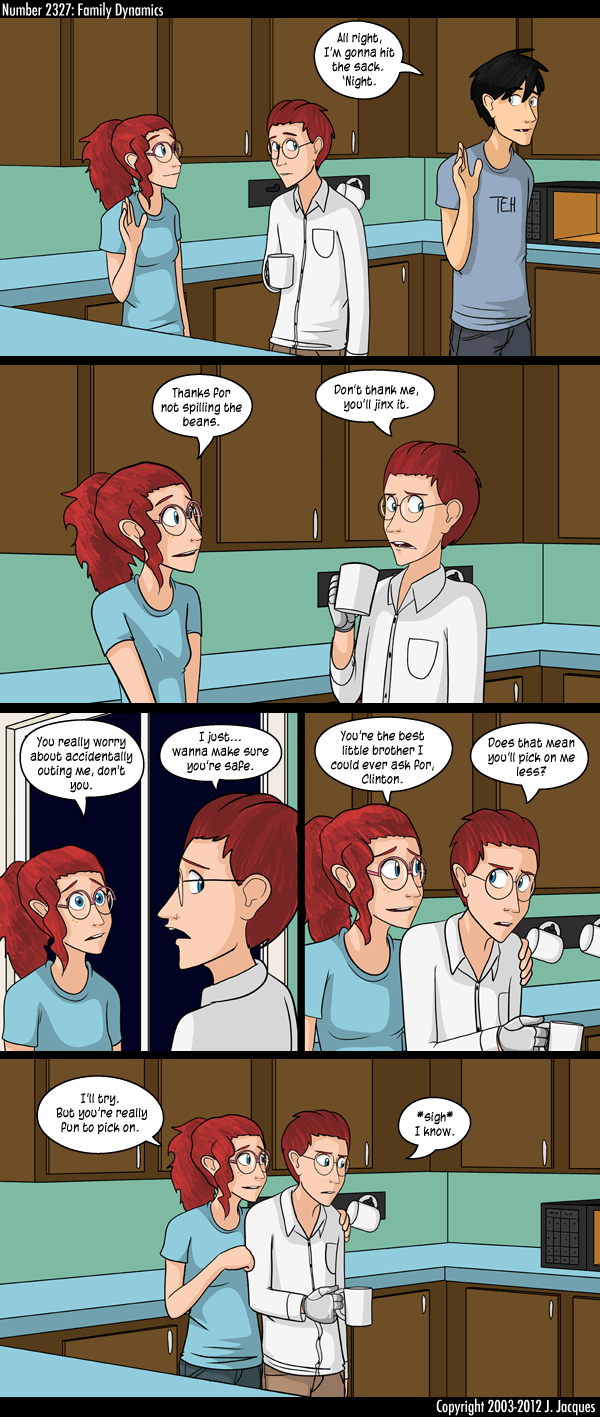 Number 2327: Family Dynamics
All right,
I'm gonna hit
the sack.
'Night.
TEH
Thanks for
not spilling the
beans.
Don't thank me,
you'll jinx it.
You really worry
about accidentally
outing me, don't
you.
I just...
wanna make sure
you're safe.
You're the best
little brother I
could ever ask for,
Clinton.
Does that mean
you'll pick on me
less?
I'll try.
But you're really
fun to pick on.
*sigh*
I know.
Copyright 2003-2012 J. Jacques